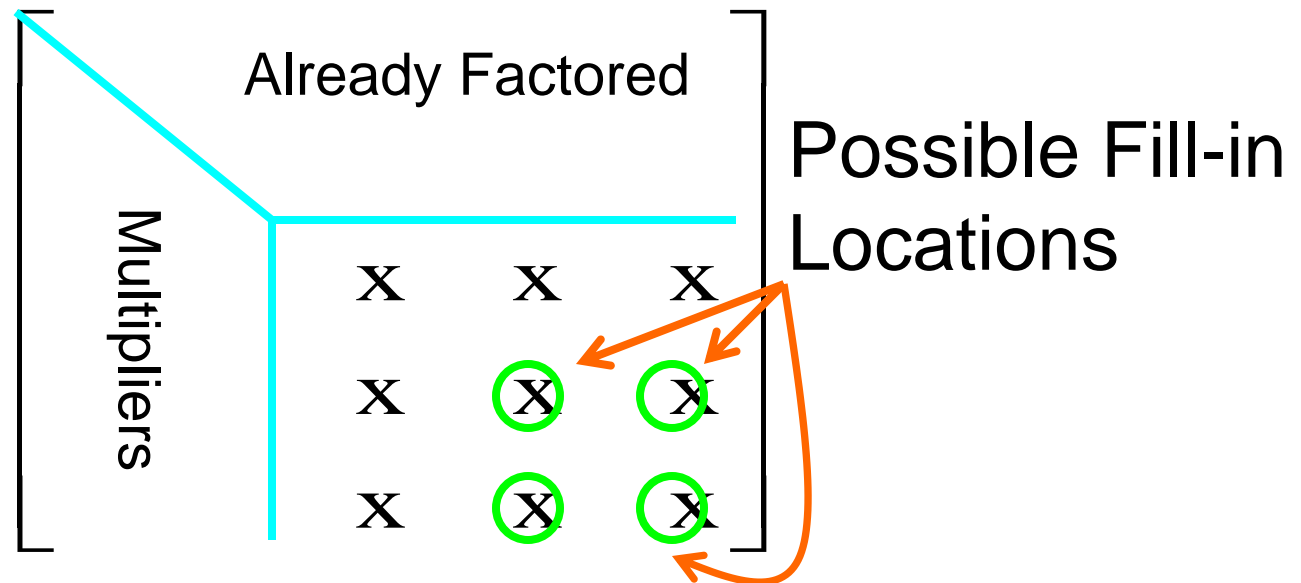 Already Factored
Possible Fill-in
Locations
Multipliers
x x x
x x x
x x x